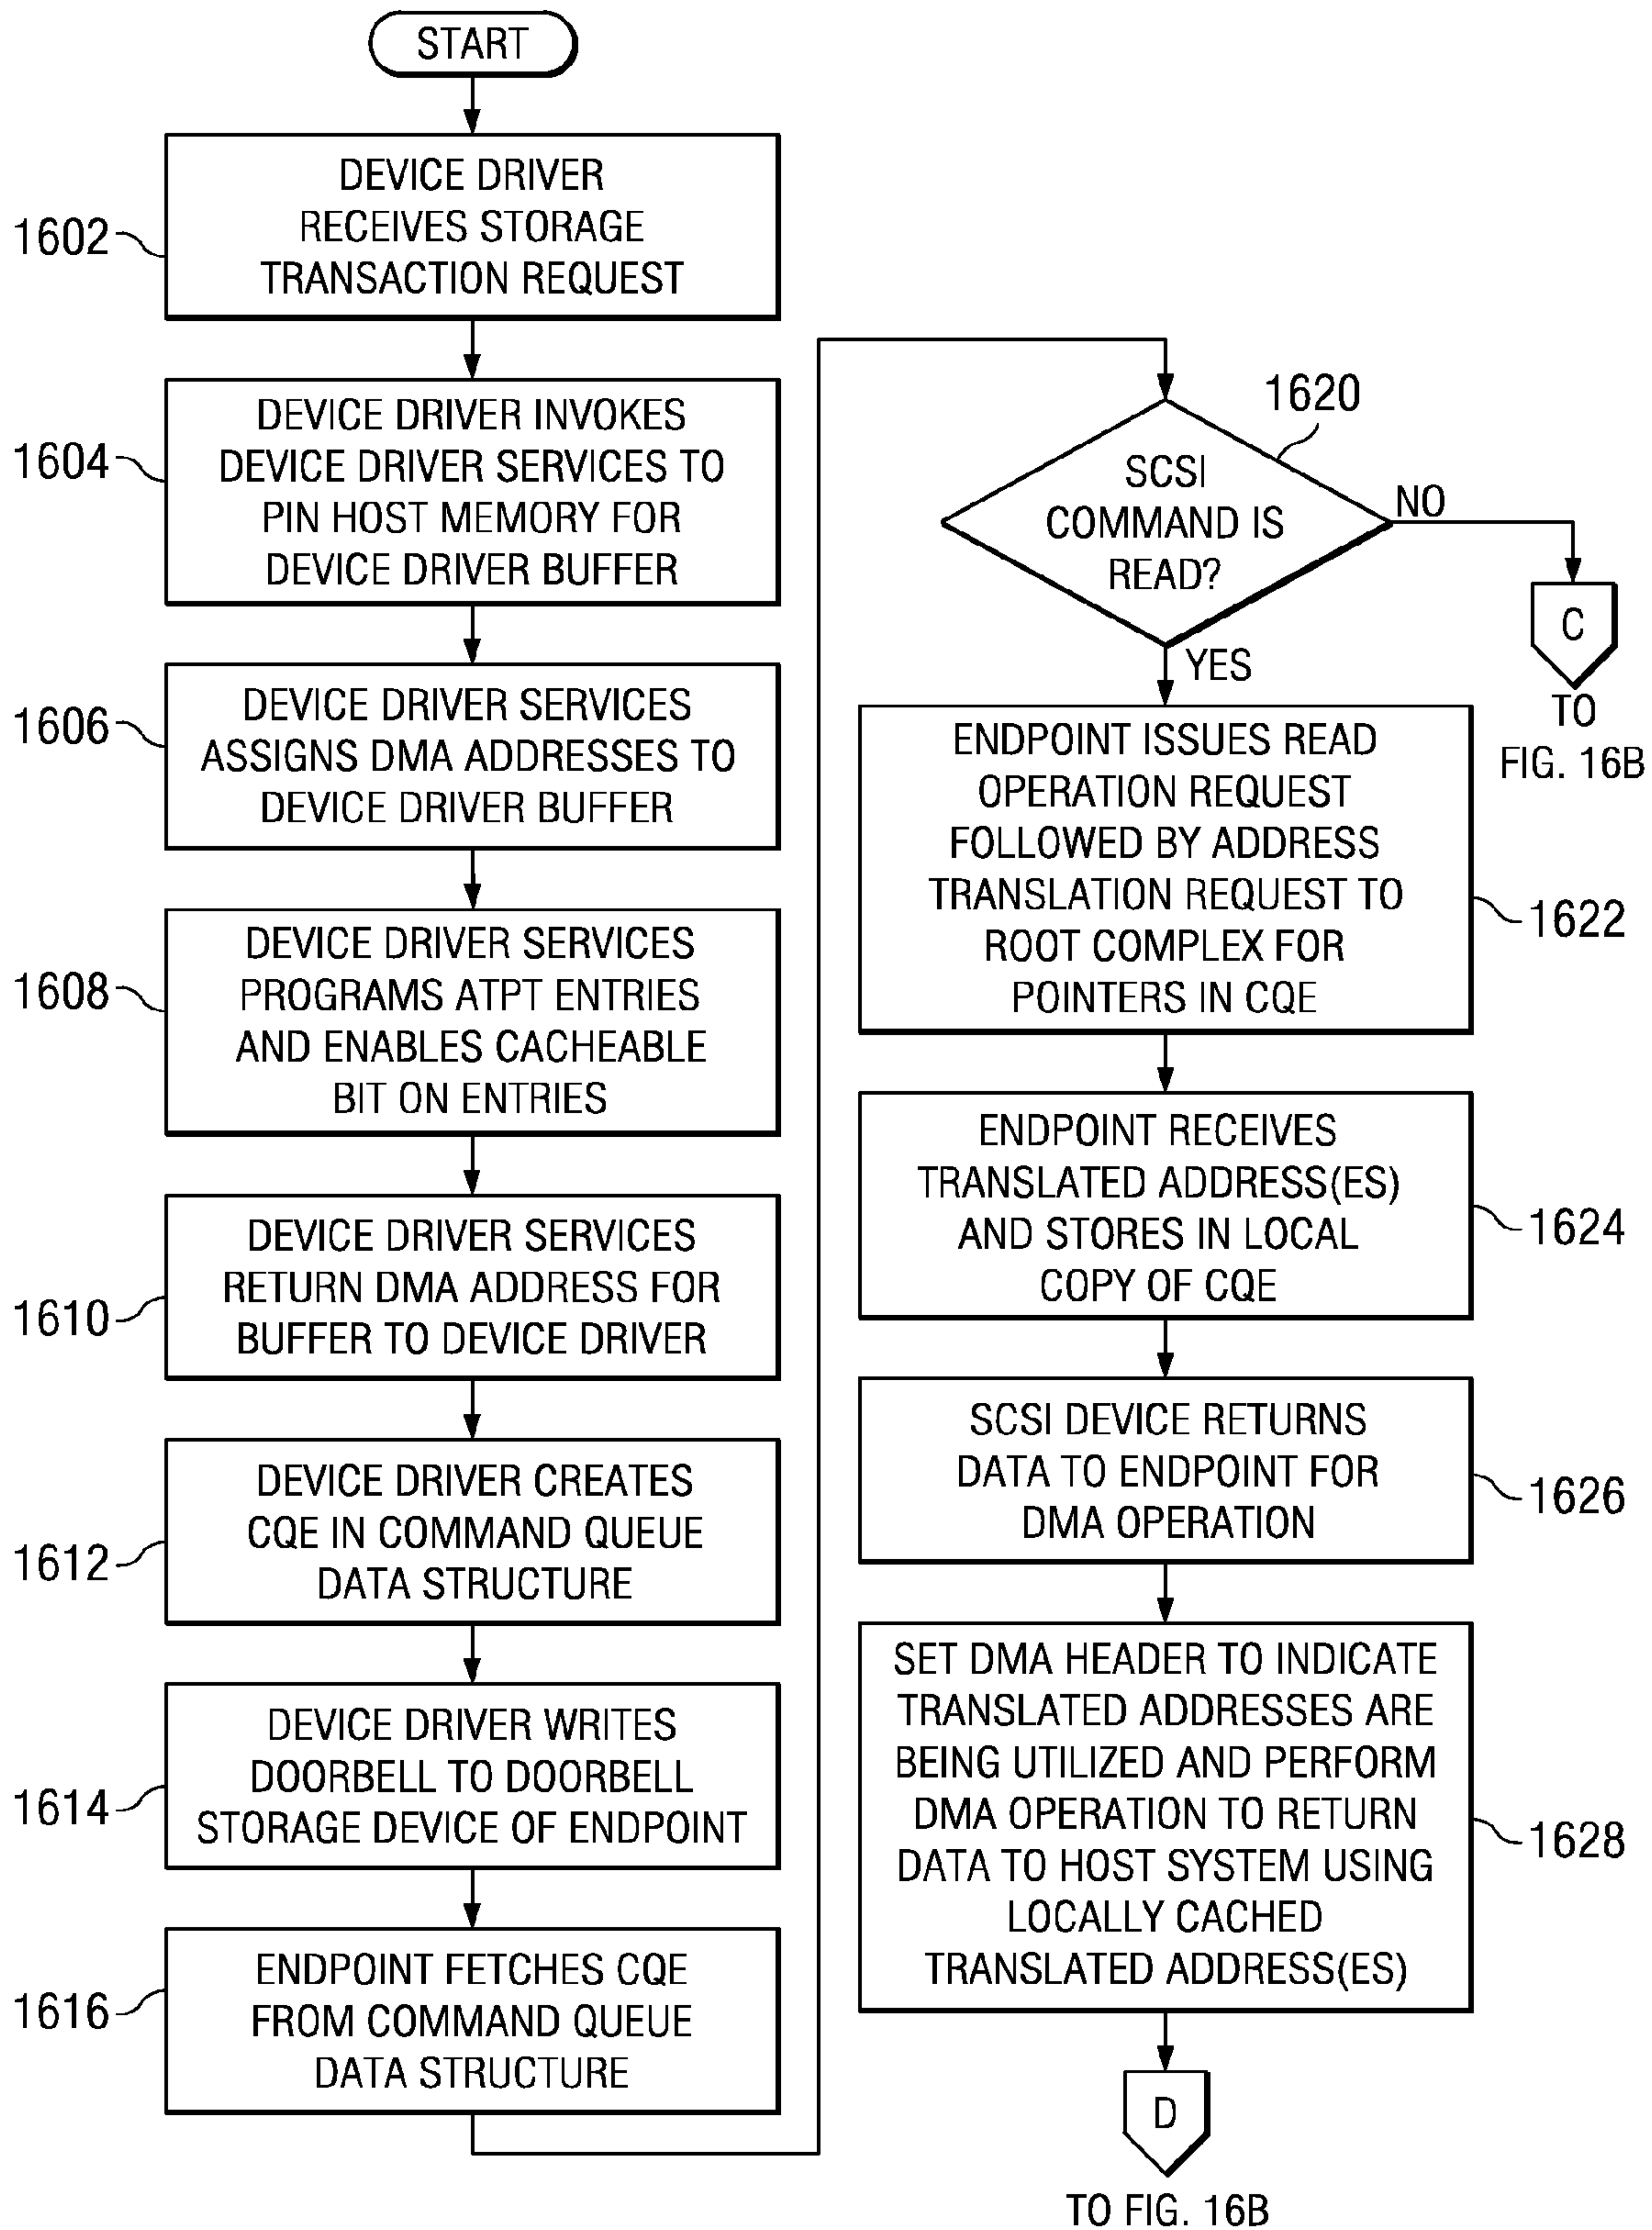 START
1602
DEVICE DRIVER
RECEIVES STORAGE
TRANSACTION REQUEST
1604
DEVICE DRIVER INVOKES
DEVICE DRIVER SERVICES TO
PIN HOST MEMORY FOR
DEVICE DRIVER BUFFER
1606
DEVICE DRIVER SERVICES
ASSIGNS DMA ADDRESSES TO
DEVICE DRIVER BUFFER
1608
DEVICE DRIVER SERVICES
PROGRAMS ATPT ENTRIES
AND ENABLES CACHEABLE
BIT ON ENTRIES
1610
DEVICE DRIVER SERVICES
RETURN DMA ADDRESS FOR
BUFFER TO DEVICE DRIVER
1612
DEVICE DRIVER CREATES
CQE IN COMMAND QUEUE
DATA STRUCTURE
1614
DEVICE DRIVER WRITES
DOORBELL TO DOORBELL
STORAGE DEVICE OF ENDPOINT
1616
ENDPOINT FETCHES CQE
FROM COMMAND QUEUE
DATA STRUCTURE
1620
SCSI
COMMAND IS
READ?
NO
C
TO
FIG. 16B
YES
ENDPOINT ISSUES READ
OPERATION REQUEST
FOLLOWED BY ADDRESS
TRANSLATION REQUEST TO
ROOT COMPLEX FOR
POINTERS IN CQE
1622
ENDPOINT RECEIVES
TRANSLATED ADDRESS(ES)
AND STORES IN LOCAL
COPY OF CQE
1624
SCSI DEVICE RETURNS
DATA TO ENDPOINT FOR
DMA OPERATION
1626
SET DMA HEADER TO INDICATE
TRANSLATED ADDRESSES ARE
BEING UTILIZED AND PERFORM
DMA OPERATION TO RETURN
DATA TO HOST SYSTEM USING
LOCALLY CACHED
TRANSLATED ADDRESS(ES)
1628
D
TO FIG. 16B